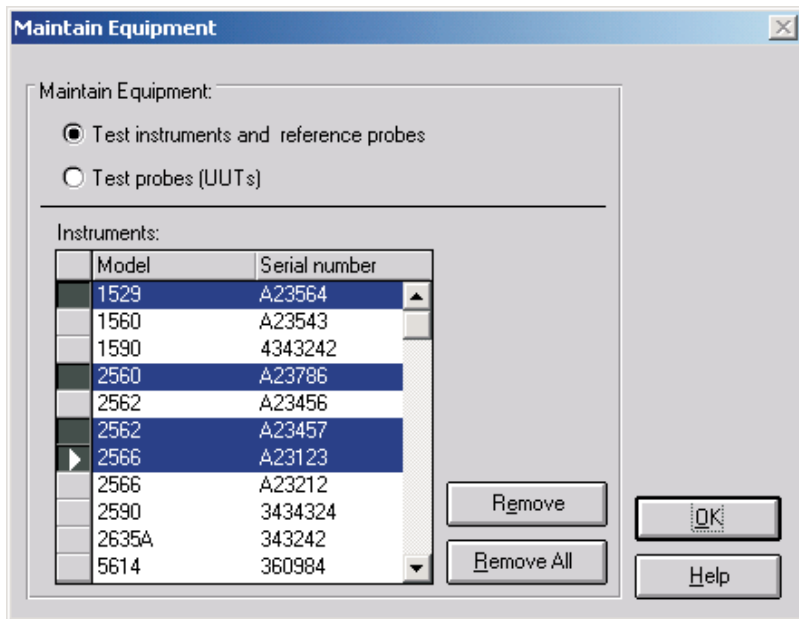 Maintain Equipment
Maintain Equipment:
Test instruments and reference probes
Test probes (UUTs)
Instruments:
Model Serial number
1529 A23564
1560 A23543
1590 4343242
2560 A23786
2562 A23456
2562 A23457
2566 A23123
2566 A23212
2590 3434324
2635A 343242
5614 360984
Remove
Remove All
OK
Help